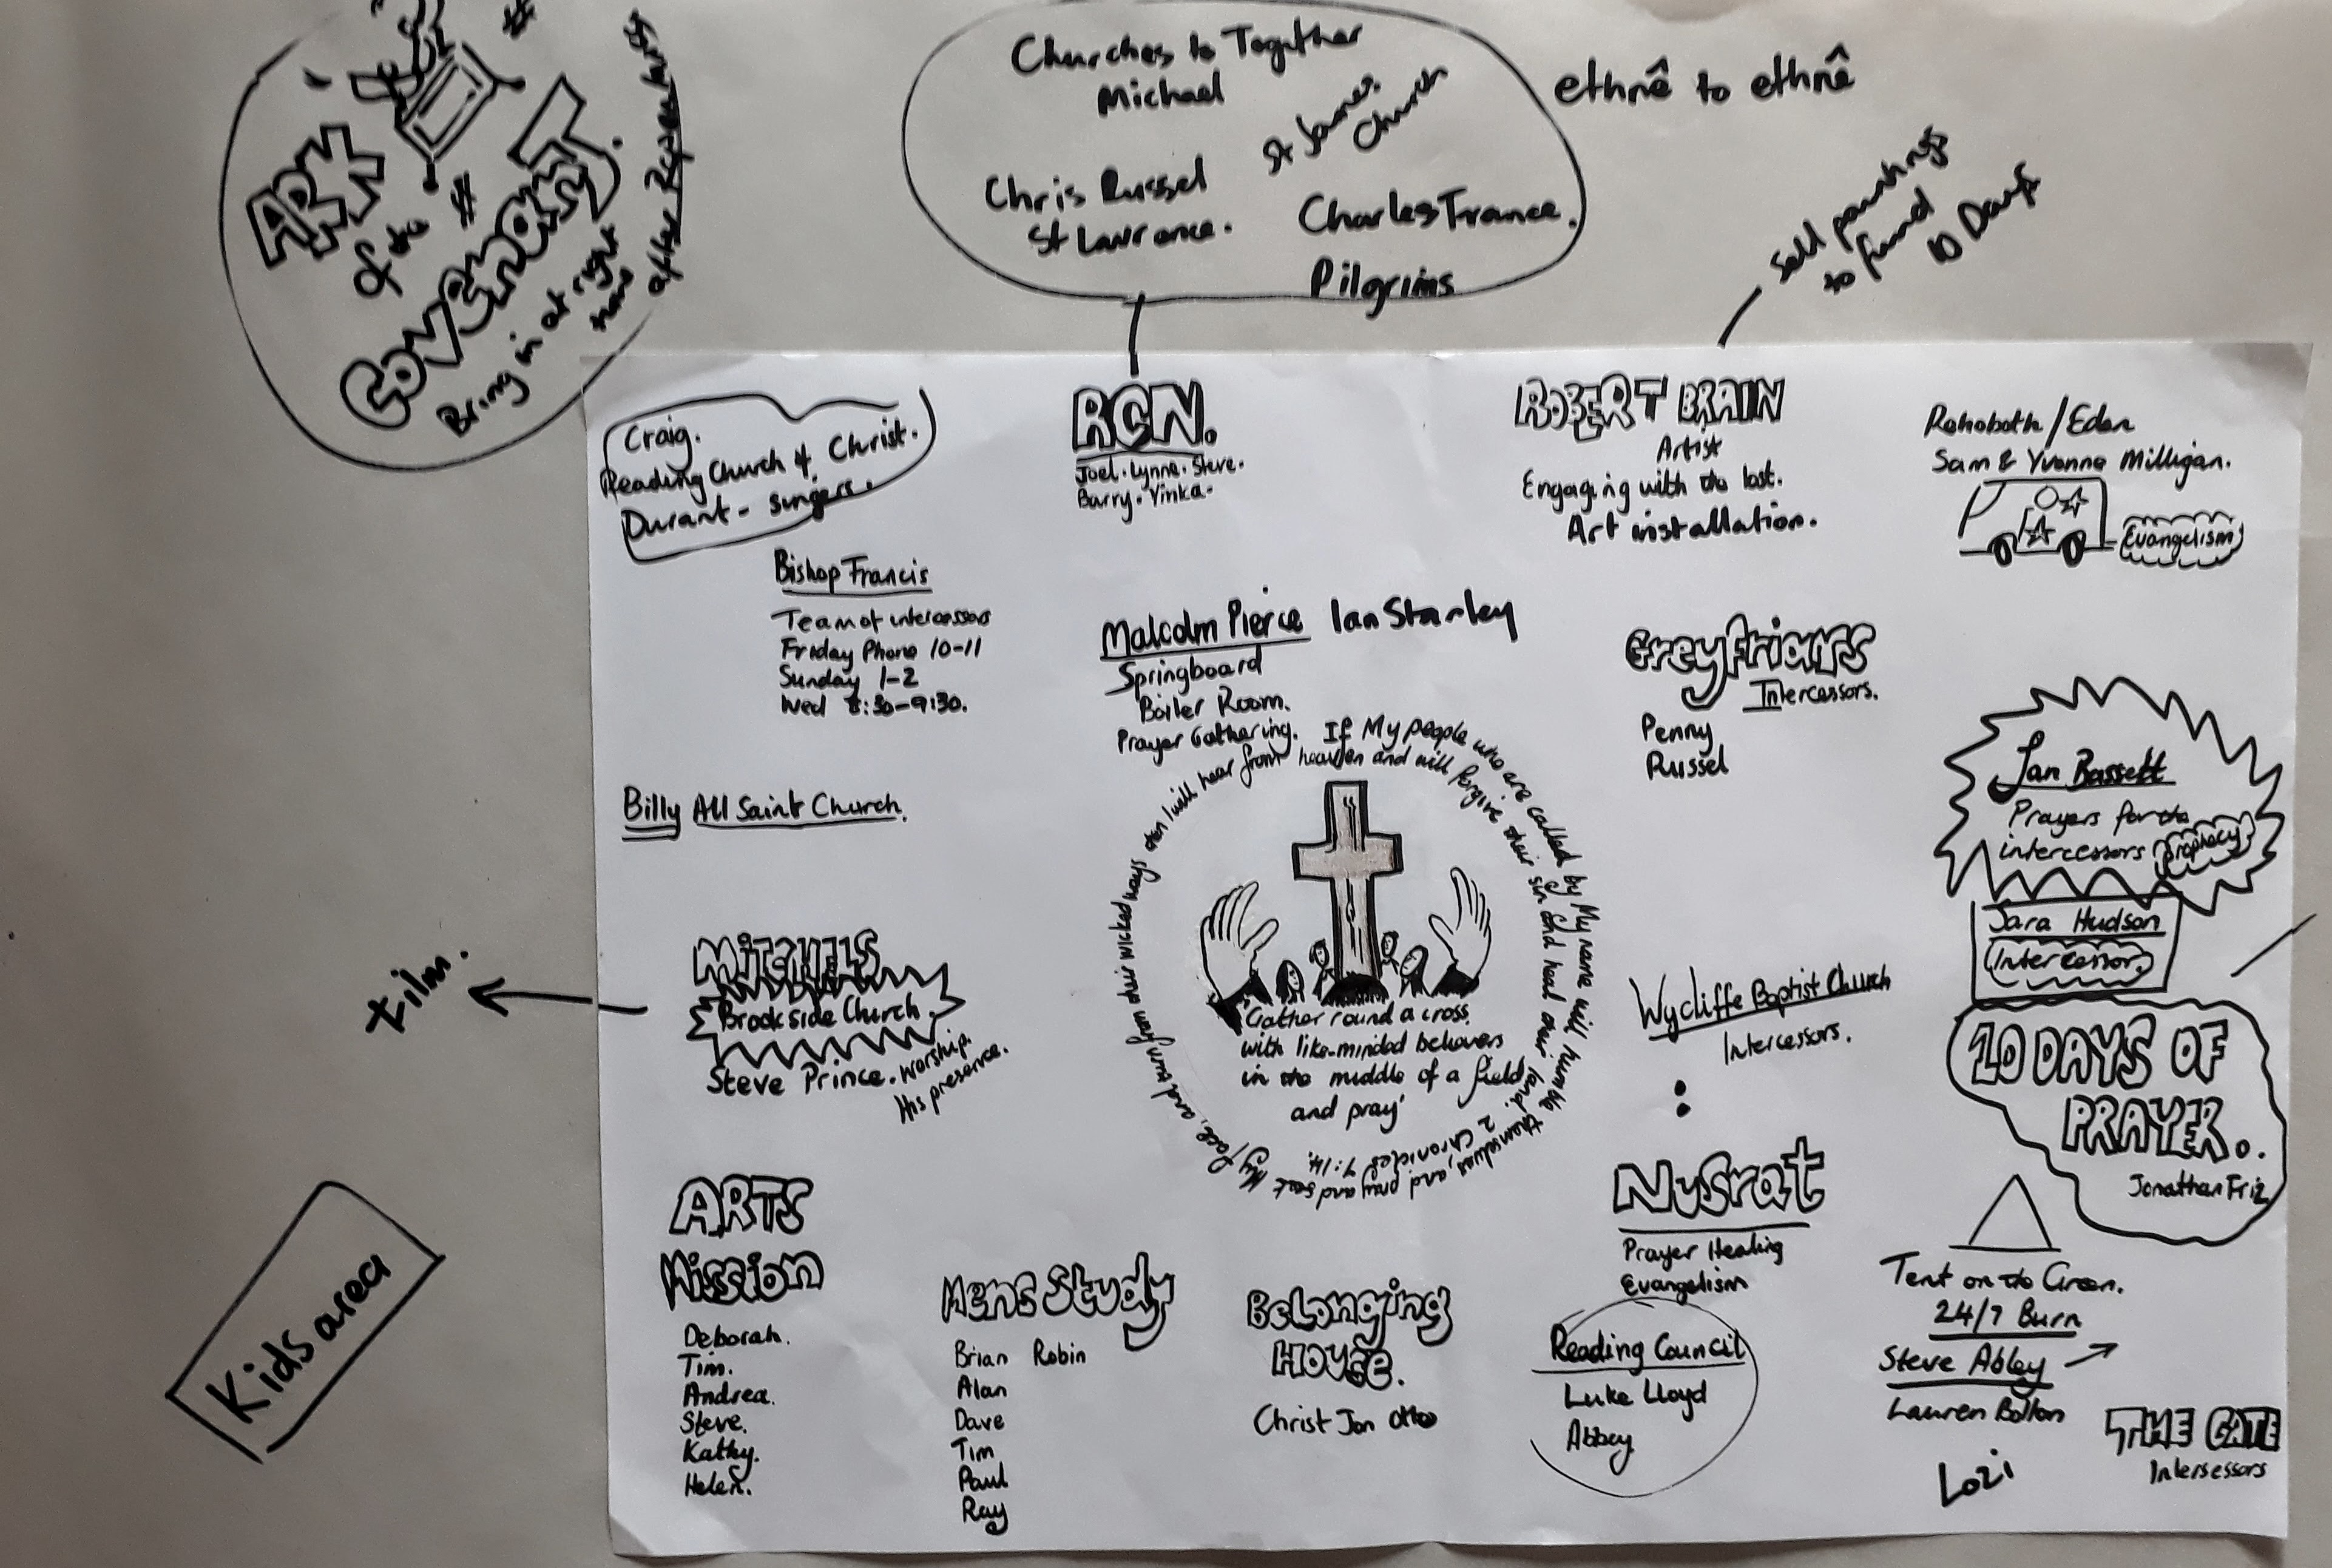 ARK
of the
COVENANT
Bring in at right
time
after
Churches to Together
Michael
St James
Church
Chris Russel
St Lawrance.
Charles France.
Pilgrims
ethnê to ethnê
Sell paintings
to fund
10 Days
Craig.
Reading Church & Christ.
Durant - singers.
RCN.
Joel. Lynne. Steve.
Barry. Yinka.
ROBERT BRAIN
Artist
Engaging with the lost.
Art installation.
Rehoboth / Eden
Sam & Yvonne Milligan.
Evangelism
Bishop Francis
Team of intercessors
Friday Phone 10-11
Sunday 1-2
Wed 8:30-9:30.
Malcolm Pierce Ian Stanley
Springboard
Boiler Room.
Prayer Gathering.
Greyfriars
Intercessors.
Penny
Russel
Jan Bassett
Prayers for the
intercessors Prophecy
Sara Hudson
Intercessor.
Billy All Saint Church.
If My people who are called by My name will humble themselves, and pray and seek My face, and turn from their wicked ways then I will hear from heaven and will forgive their sin and heal their land. 2 Chronicles 7:14.
'Gather round a cross
with like-minded believers
in the middle of a field
and pray'
MITCHELS
Brookside Church.
Steve Prince. worship.
His presence.
film.
Wycliffe Baptist Church
Intercessors.
10 DAYS OF
PRAYER.
Jonathan Friz
Kids area
ARTS
Mission
Deborah.
Tim.
Andrea.
Steve.
Kathy.
Helen.
Mens Study
Brian Robin
Alan
Dave
Tim
Paul
Ray
Belonging
House.
Christ Jon Otto
Nusrat
Prayer Healing
Evangelism
Reading Council
Luke Lloyd
Abbey
Tent on the Green.
24/7 Burn
Steve Abley
Lauren Bolton
Lozi
THE GATE
Intersessors